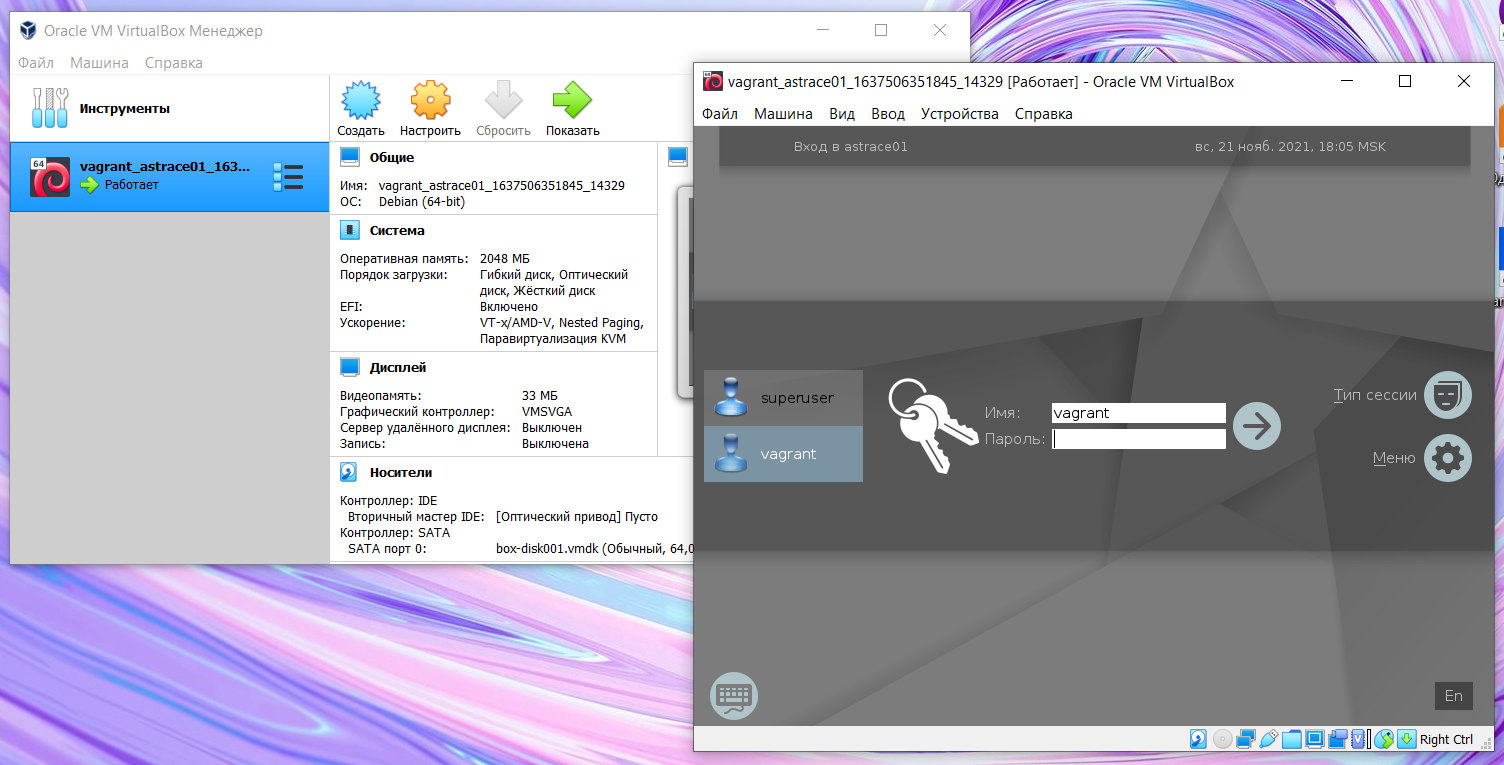 Oracle VM VirtualBox Менеджер
Файл Машина Справка
Инструменты
Создать Настроить Сбросить Показать
64
vagrant_astrace01_163...
Работает
Общие
Имя: vagrant_astrace01_1637506351845_14329
ОС: Debian (64-bit)
Система
Оперативная память: 2048 МБ
Порядок загрузки: Гибкий диск, Оптический
диск, Жёсткий диск
EFI: Включено
Ускорение: VT-x/AMD-V, Nested Paging,
Паравиртуализация KVM
Дисплей
Видеопамять: 33 МБ
Графический контроллер: VMSVGA
Сервер удалённого дисплея: Выключен
Запись: Выключена
Носители
Контроллер: IDE
Вторичный мастер IDE: [Оптический привод] Пусто
Контроллер: SATA
SATA порт 0: box-disk001.vmdk (Обычный, 64,0
64
vagrant_astrace01_1637506351845_14329 [Работает] - Oracle VM VirtualBox
Файл Машина Вид Ввод Устройства Справка
Вход в astrace01 вс, 21 нояб. 2021, 18:05 MSK
superuser
vagrant
Имя: vagrant
Пароль:
Тип сессии
Меню
En
Right Ctrl